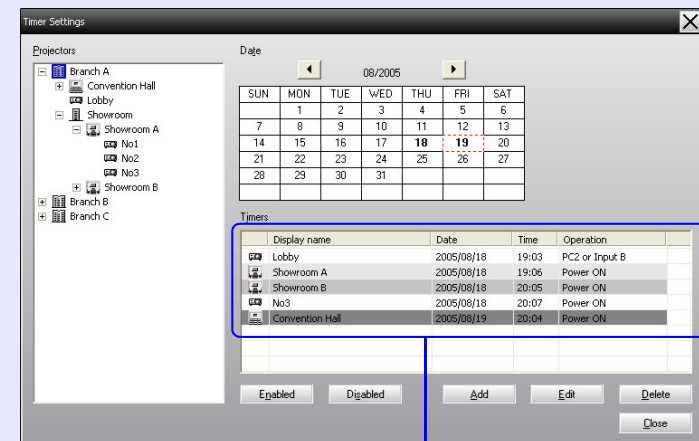 Timer Settings
Projectors
Branch A
Convention Hall
Lobby
Showroom
Showroom A
No1
No2
No3
Showroom B
Branch B
Branch C
Date
08/2005
SUN MON TUE WED THU FRI SAT
1 2 3 4 5 6
7 8 9 10 11 12 13
14 15 16 17 18 19 20
21 22 23 24 25 26 27
28 29 30 31
Timers
Display name Date Time Operation
Lobby 2005/08/18 19:03 PC2 or Input B
Showroom A 2005/08/18 19:06 Power ON
Showroom B 2005/08/18 20:05 Power ON
No3 2005/08/18 20:07 Power ON
Convention Hall 2005/08/19 20:04 Power ON
Enabled Disabled Add Edit Delete
Close